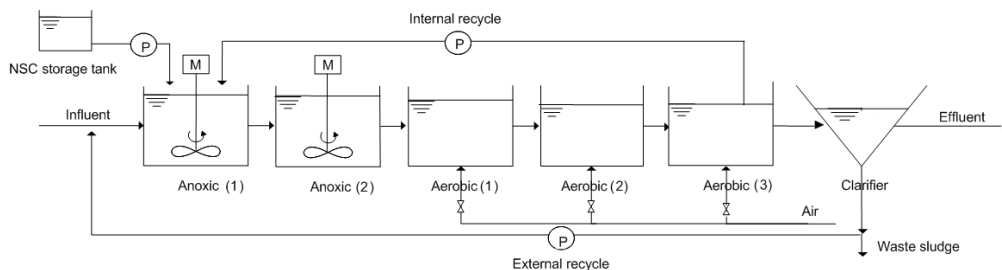 Internal recycle
P
P
NSC storage tank
M
M
Influent
Effluent
Anoxic (1)
Anoxic (2)
Aerobic (1)
Aerobic (2)
Aerobic (3)
Clarifier
Air
P
Waste sludge
External recycle